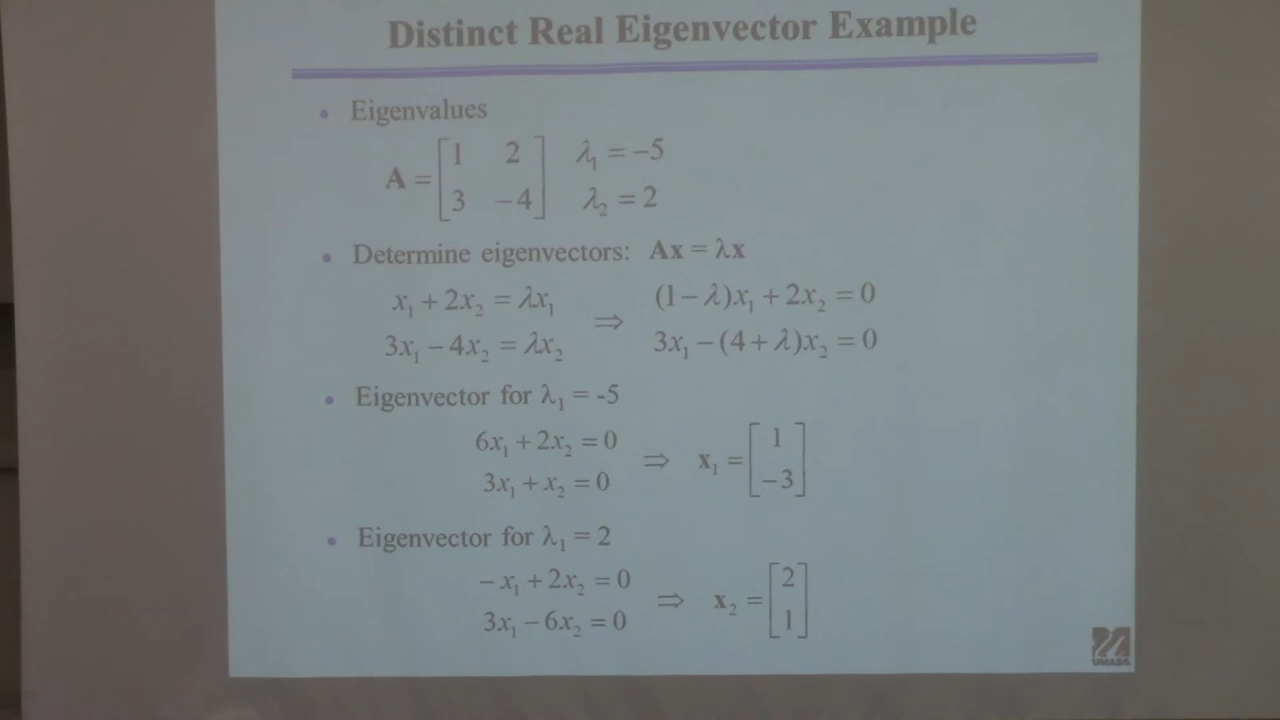 Distinct Real Eigenvector Example
• Eigenvalues
A = [1 2; 3 −4] λ₁ = −5 λ₂ = 2
• Determine eigenvectors: Ax = λx
x₁ + 2x₂ = λx₁ ⇒ (1 − λ)x₁ + 2x₂ = 0
3x₁ − 4x₂ = λx₂ 3x₁ − (4 + λ)x₂ = 0
• Eigenvector for λ₁ = -5
6x₁ + 2x₂ = 0 ⇒ x₁ = [1; −3]
3x₁ + x₂ = 0
• Eigenvector for λ₁ = 2
−x₁ + 2x₂ = 0 ⇒ x₂ = [2; 1]
3x₁ − 6x₂ = 0
UMASS